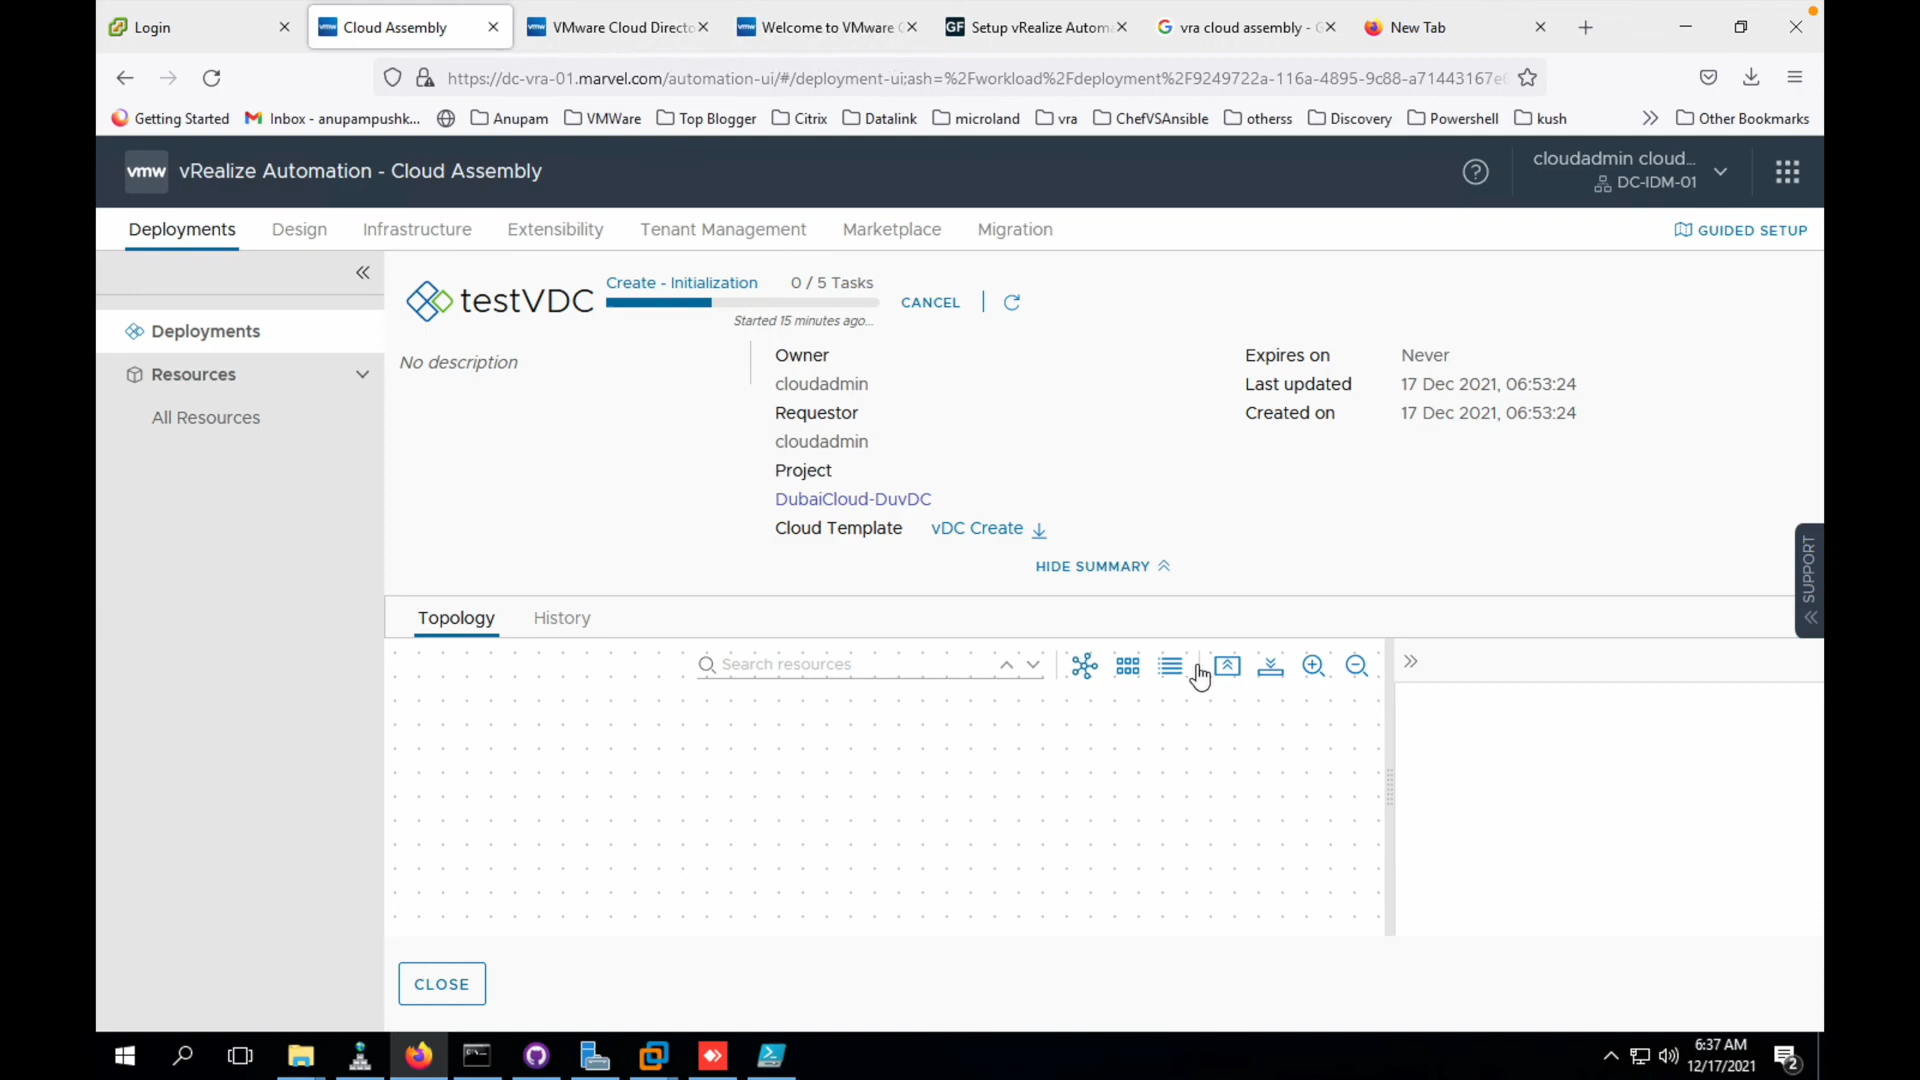 Login
Cloud Assembly
VMware Cloud Directo
Welcome to VMware C
GF Setup vRealize Autom
vra cloud assembly - G
New Tab
https://dc-vra-01.marvel.com/automation-ui/#/deployment-ui;ash=%2Fworkload%2Fdeployment%2F9249722a-116a-4895-9c88-a71443167e6
Getting Started
Inbox - anupampushk...
Anupam
VMWare
Top Blogger
Citrix
Datalink
microland
vra
ChefVSAnsible
otherss
Discovery
Powershell
kush
Other Bookmarks
vmw vRealize Automation - Cloud Assembly
cloudadmin cloud...
DC-IDM-01
Deployments
Design
Infrastructure
Extensibility
Tenant Management
Marketplace
Migration
GUIDED SETUP
Deployments
Resources
All Resources
testVDC
Create - Initialization
0 / 5 Tasks
Started 15 minutes ago...
CANCEL
No description
Owner
cloudadmin
Requestor
cloudadmin
Project
DubaiCloud-DuvDC
Cloud Template vDC Create
Expires on Never
Last updated 17 Dec 2021, 06:53:24
Created on 17 Dec 2021, 06:53:24
HIDE SUMMARY
SUPPORT
Topology
History
Search resources
CLOSE
6:37 AM
12/17/2021
2